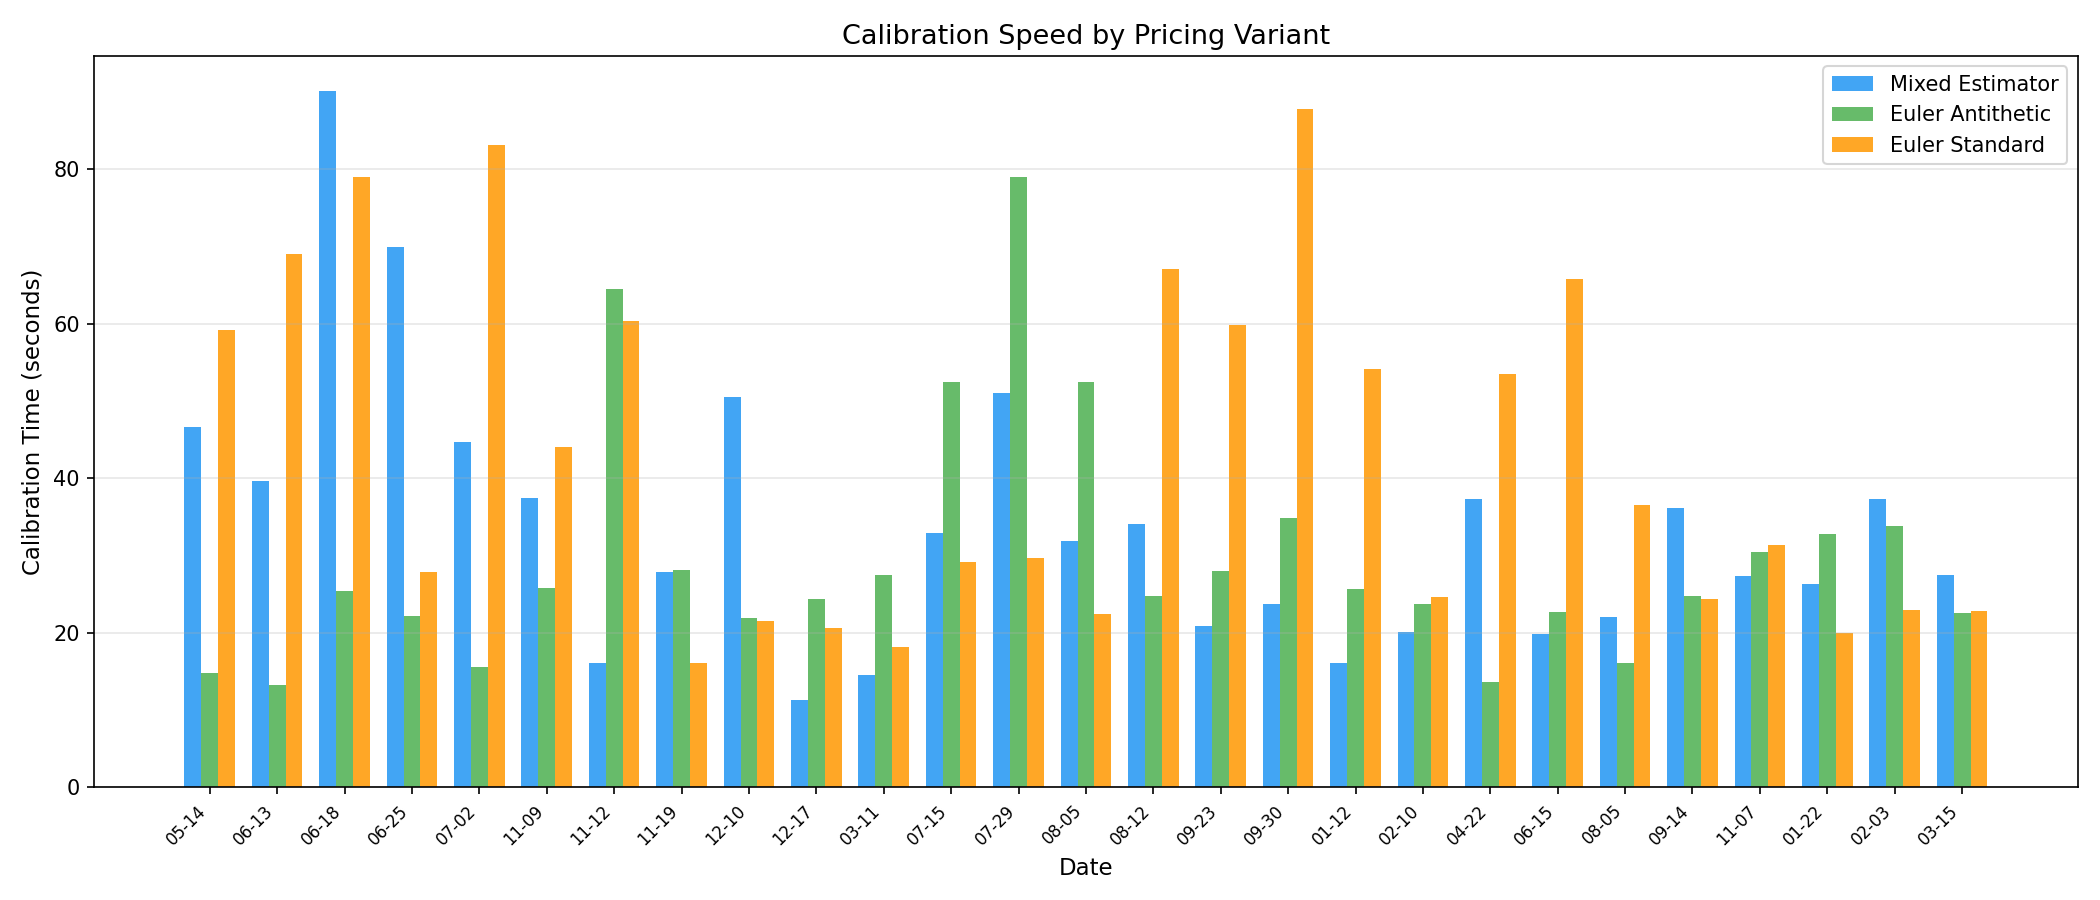 Calibration Speed by Pricing Variant
Mixed Estimator
Euler Antithetic
Euler Standard
Calibration Time (seconds)
80
60
40
20
0
05-14 06-13 06-18 06-25 07-02 11-09 11-12 11-19 12-10 12-17 03-11 07-15 07-29 08-05 08-12 09-23 09-30 01-12 02-10 04-22 06-15 08-05 09-14 11-07 01-22 02-03 03-15
Date